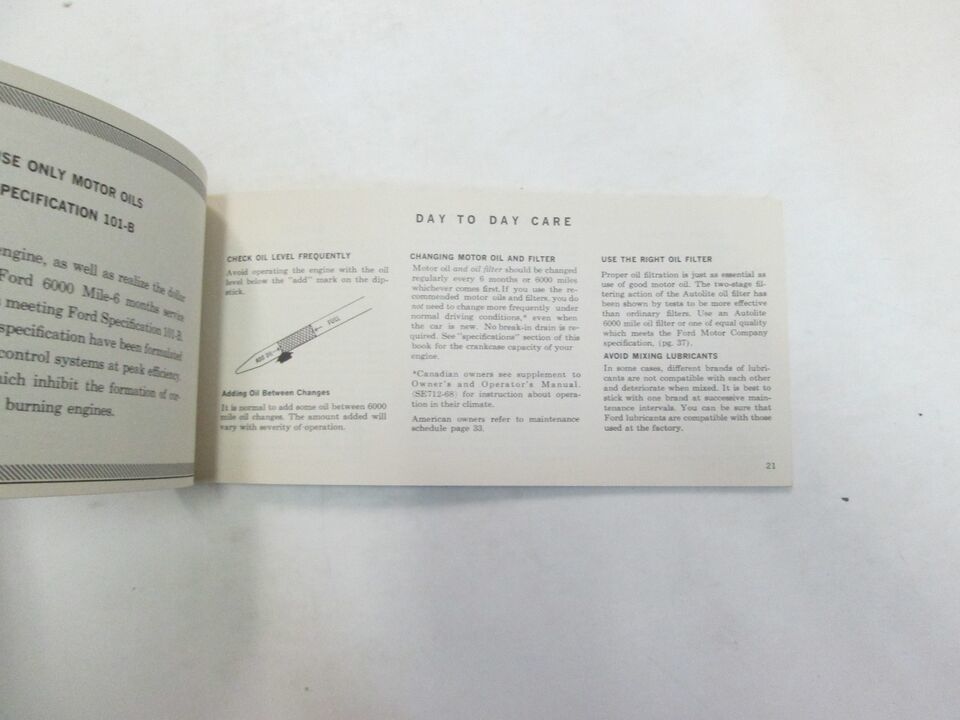 SE ONLY MOTOR OILS
PECIFICATION 101-B
engine, as well as realize the dollar
Ford 6000 Mile-6 months service
meeting Ford Specification 101-B.
specification have been formulated
control systems at peak efficiency.
ich inhibit the formation of
burning engines.
DAY TO DAY CARE
CHECK OIL LEVEL FREQUENTLY
Avoid operating the engine with the oil
level below the "add" mark on the dip-
stick.
ADD OIL
FULL
Adding Oil Between Changes
It is normal to add some oil between 6000
mile oil changes. The amount added will
vary with severity of operation.
CHANGING MOTOR OIL AND FILTER
Motor oil and oil filter should be changed
regularly every 6 months or 6000 miles
whichever comes first. If you use the re-
commended motor oils and filters, you do
not need to change more frequently under
normal driving conditions,* even when
the car is new. No break-in drain is re-
quired. See "specifications" section of this
book for the crankcase capacity of your
engine.
*Canadian owners see supplement to
Owner's and Operator's Manual.
(SE712-68) for instruction about opera-
tion in their climate.
American owners refer to maintenance
schedule page 33.
USE THE RIGHT OIL FILTER
Proper oil filtration is just as essential as
use of good motor oil. The two-stage fil-
tering action of the Autolite oil filter has
been shown by tests to be more effective
than ordinary filters. Use an Autolite
6000 mile oil filter or one of equal quality
which meets the Ford Motor Company
specification, (pg. 37).
AVOID MIXING LUBRICANTS
In some cases, different brands of lubri-
cants are not compatible with each other
and deteriorate when mixed. It is best to
stick with one brand at successive main-
tenance intervals. You can be sure that
Ford lubricants are compatible with those
used at the factory.
21